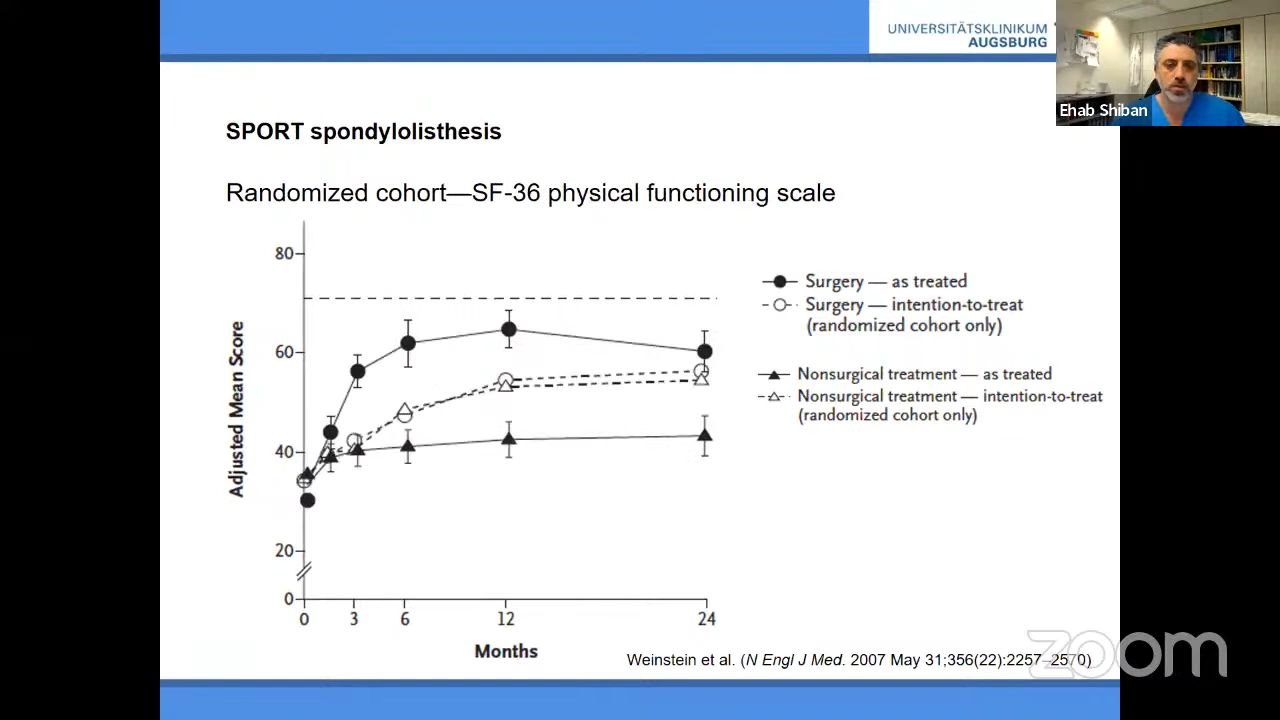 UNIVERSITÄTSKLINIKUM
AUGSBURG
Ehab Shiban
SPORT spondylolisthesis
Randomized cohort—SF-36 physical functioning scale
80
60
40
20
0
Adjusted Mean Score
0 3 6 12 24
Months
Surgery — as treated
Surgery — intention-to-treat
(randomized cohort only)
Nonsurgical treatment — as treated
Nonsurgical treatment — intention-to-treat
(randomized cohort only)
Weinstein et al. (N Engl J Med. 2007 May 31;356(22):2257–2570)
zoom